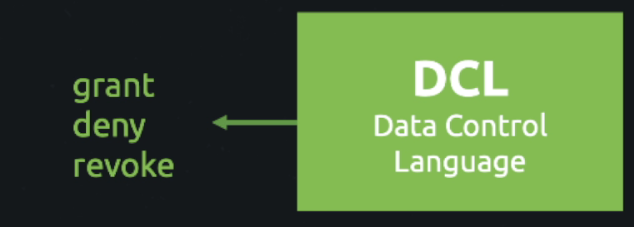 grant
deny
revoke
DCL
Data Control
Language